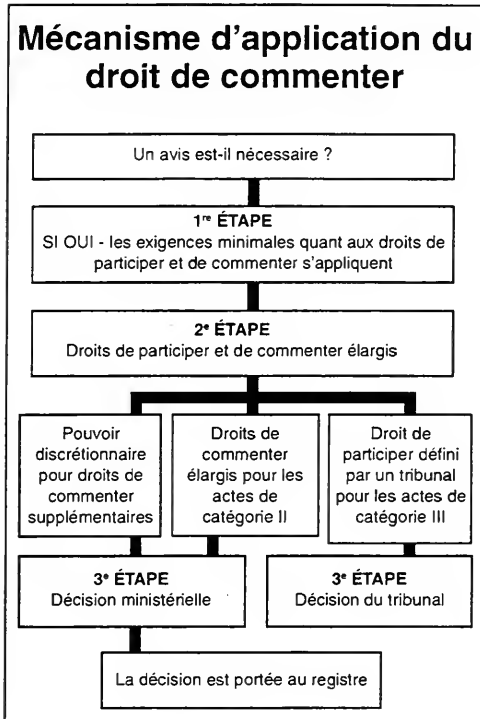 Mécanisme d'application du
droit de commenter
Un avis est-il nécessaire ?
1re ÉTAPE
SI OUI - les exigences minimales quant aux droits de
participer et de commenter s'appliquent
2e ÉTAPE
Droits de participer et de commenter élargis
Pouvoir
discrétionnaire
pour droits de
commenter
supplémentaires
Droits de
commenter
élargis pour les
actes de
catégorie II
Droit de
participer défini
par un tribunal
pour les actes de
catégorie III
3e ÉTAPE
Décision ministérielle
3e ÉTAPE
Décision du tribunal
La décision est portée au registre